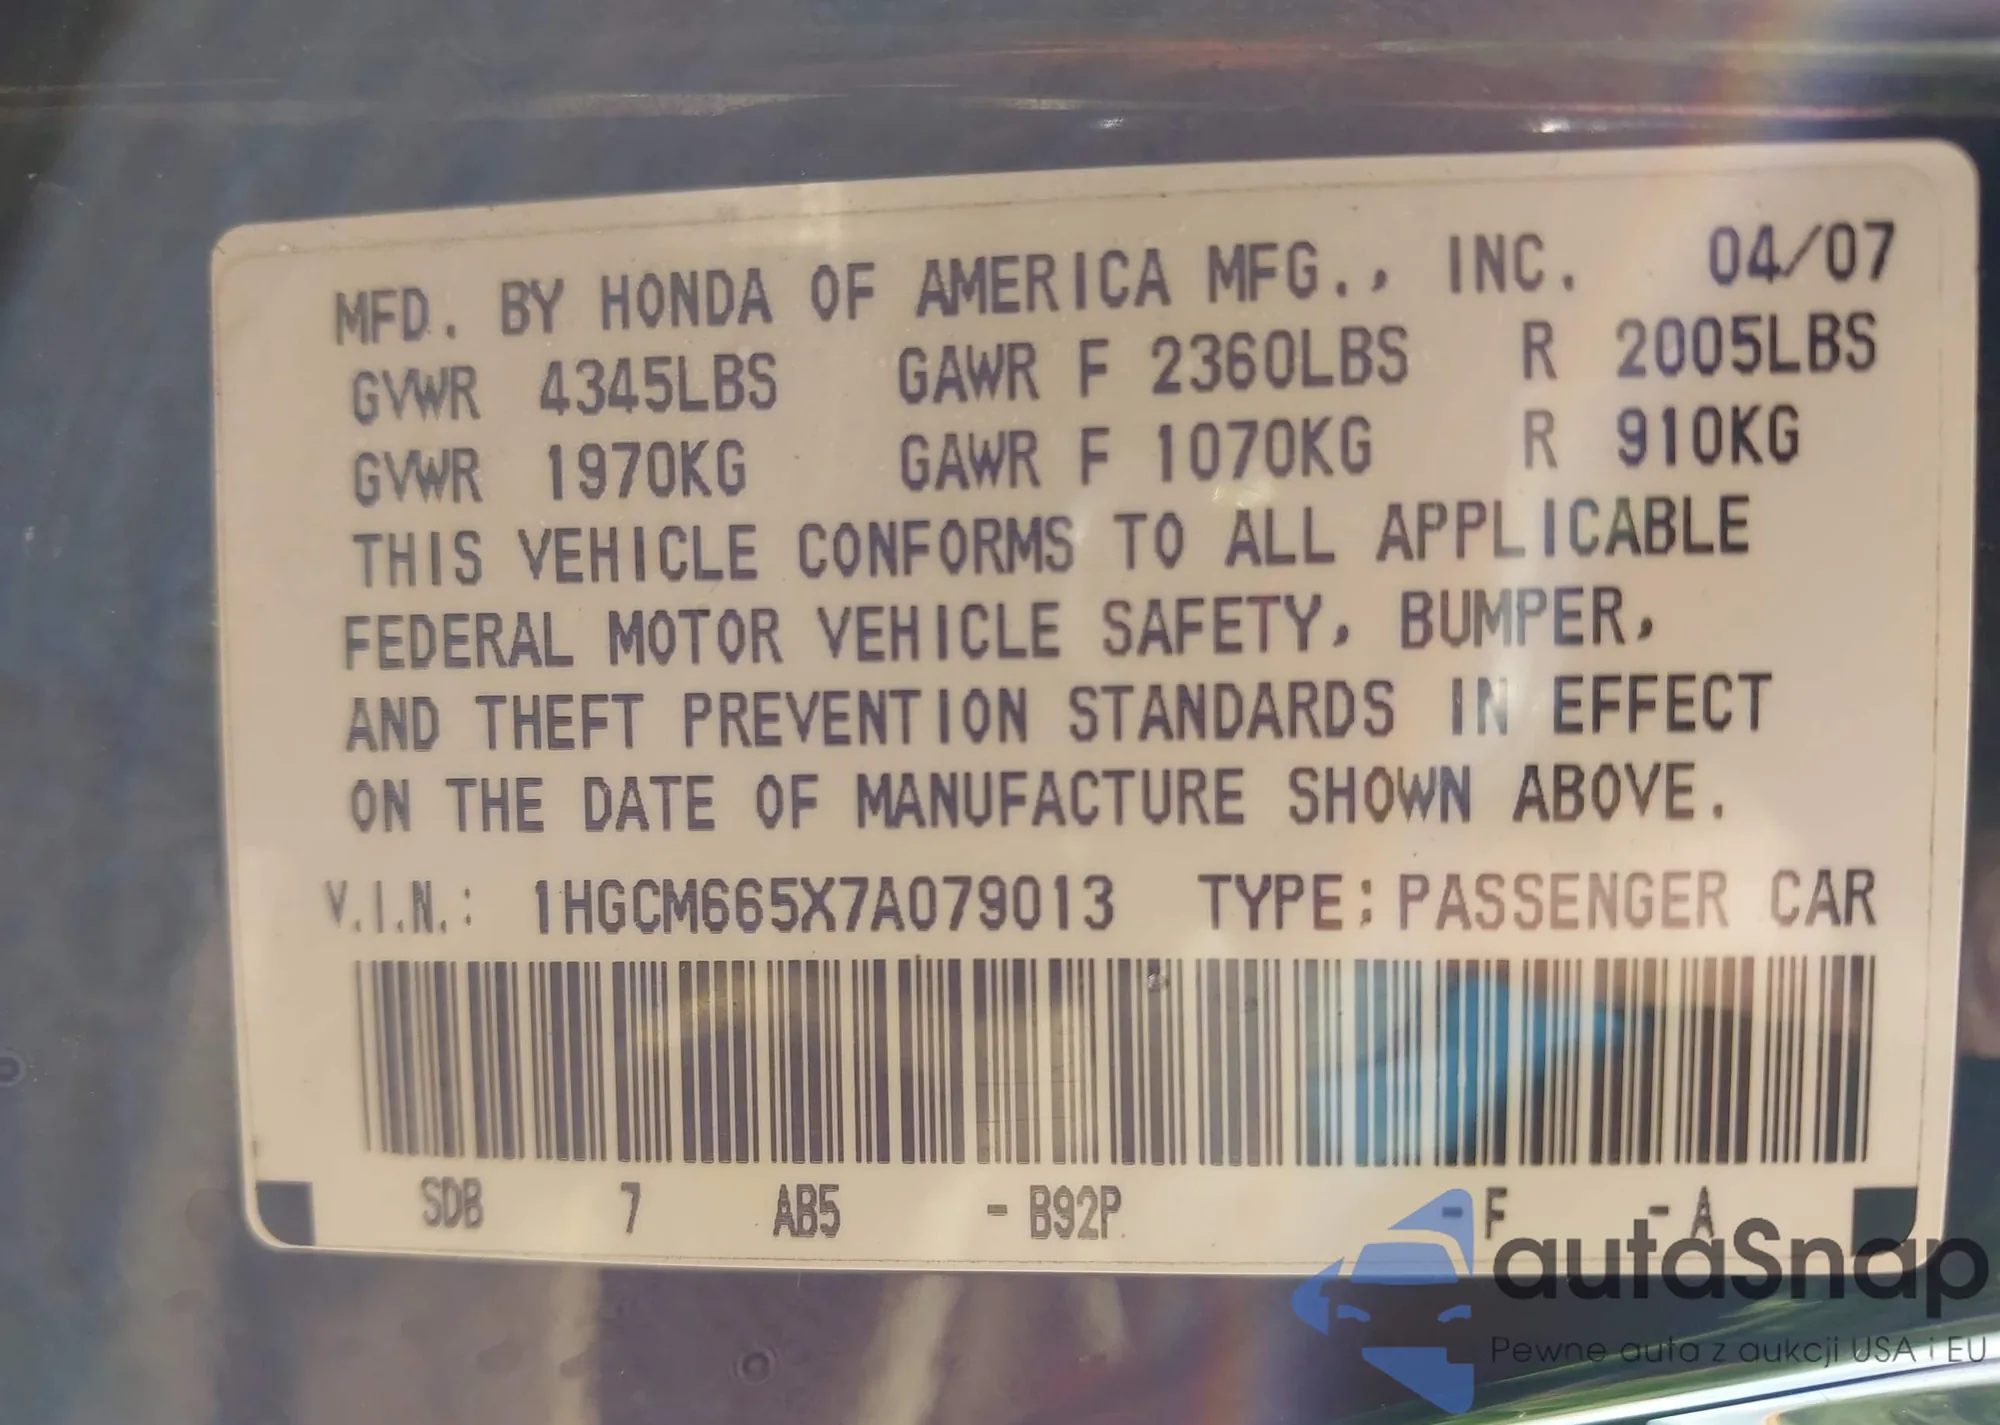 MFD. BY HONDA OF AMERICA MFG., INC. 04/07
GVWR 4345LBS GAWR F 2360LBS R 2005LBS
GVWR 1970KG GAWR F 1070KG R 910KG
THIS VEHICLE CONFORMS TO ALL APPLICABLE
FEDERAL MOTOR VEHICLE SAFETY, BUMPER,
AND THEFT PREVENTION STANDARDS IN EFFECT
ON THE DATE OF MANUFACTURE SHOWN ABOVE.
V.I.N.: 1HGCM665X7A079013 TYPE: PASSENGER CAR
SDB 7 AB5 - B92P - F - A
autaSnap
Pewne auta z aukcji USA i EU